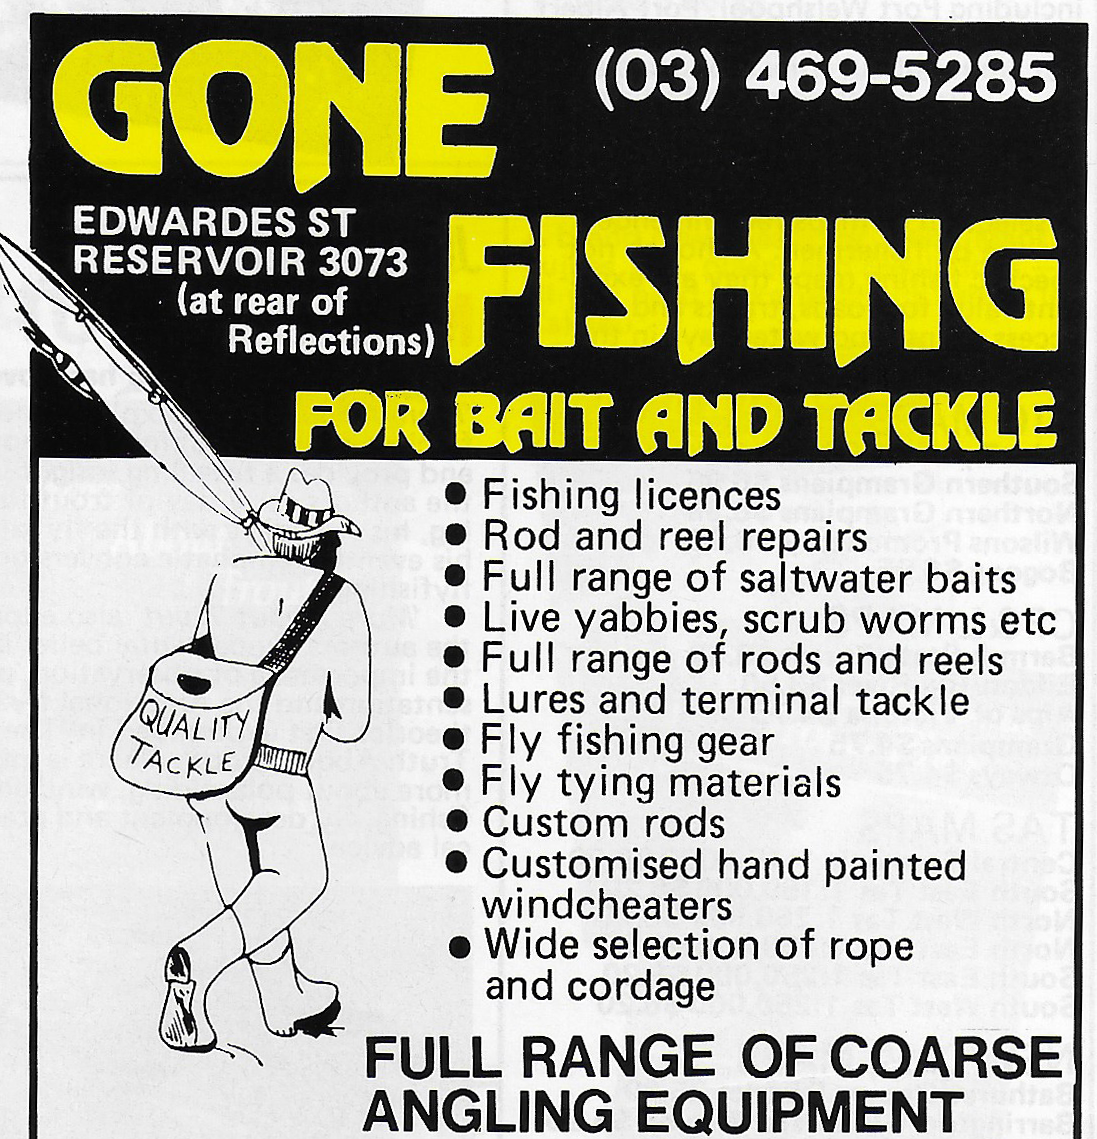 GONE
(03) 469-5285
EDWARDES ST
RESERVOIR 3073
(at rear of
Reflections)
FISHING
FOR BAIT AND TACKLE
• Fishing licences
• Rod and reel repairs
• Full range of saltwater baits
• Live yabbies, scrub worms etc
• Full range of rods and reels
• Lures and terminal tackle
• Fly fishing gear
• Fly tying materials
• Custom rods
• Customised hand painted
windcheaters
• Wide selection of rope
and cordage
QUALITY
TACKLE
FULL RANGE OF COARSE
ANGLING EQUIPMENT